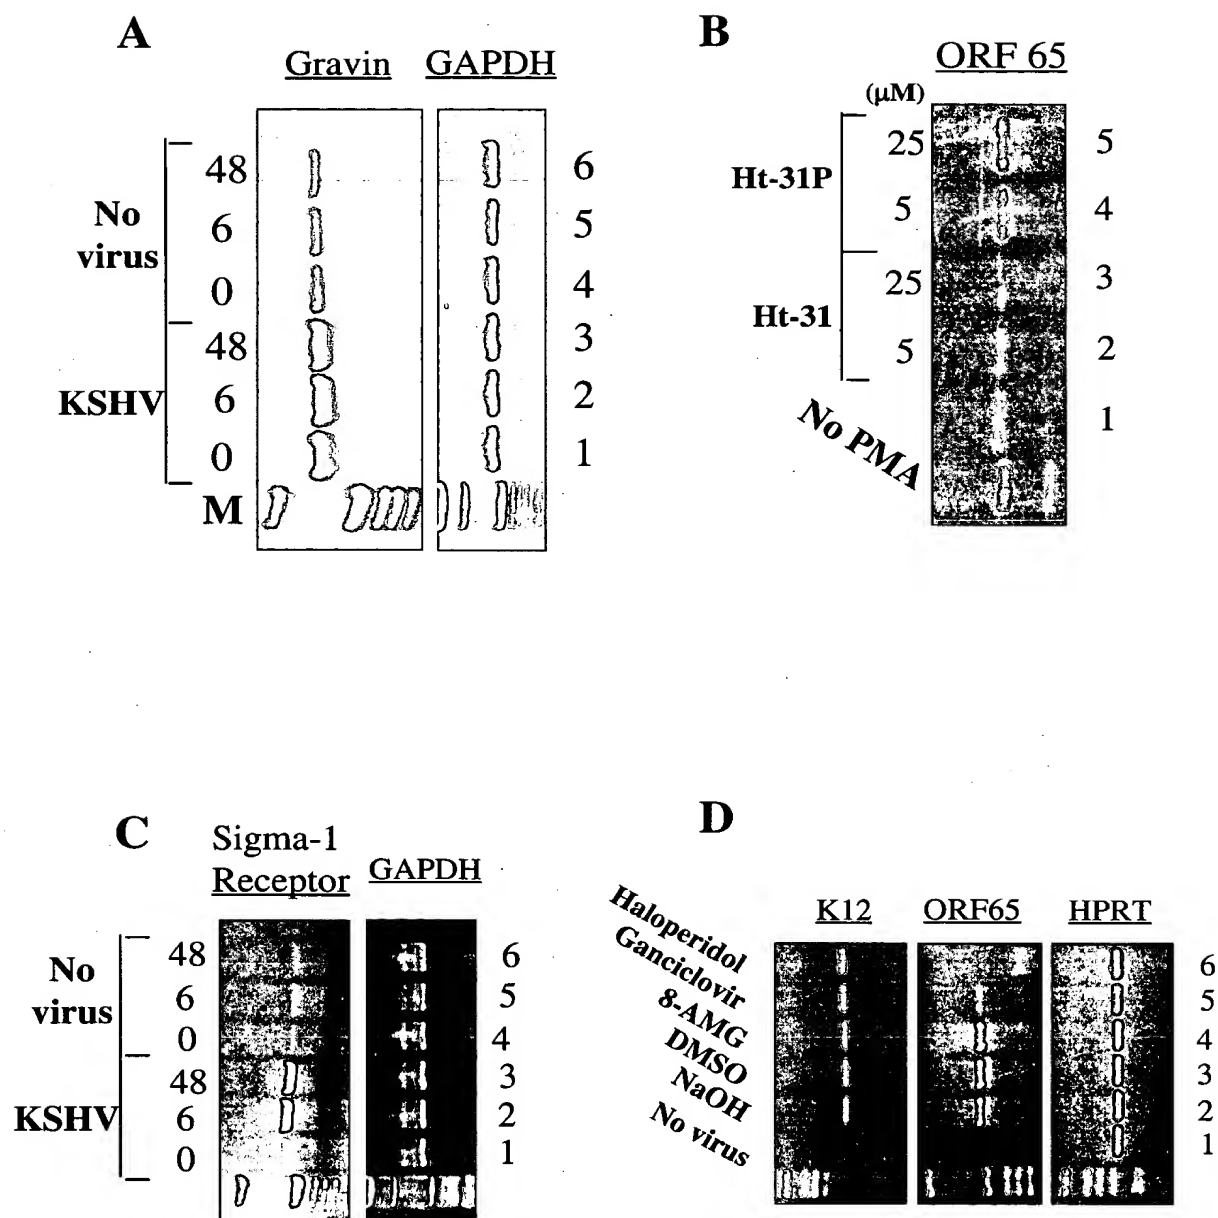 A
Gravin
GAPDH
No
virus
48
6
0
KSHV
48
6
0
M
6
5
4
3
2
1
B
ORF 65
(µM)
Ht-31P
25
5
Ht-31
25
5
No PMA
5
4
3
2
1
C
Sigma-1
Receptor
GAPDH
No
virus
48
6
0
KSHV
48
6
0
6
5
4
3
2
1
D
K12
ORF65
HPRT
Haloperidol
Ganciclovir
8-AMG
DMSO
NaOH
No virus
6
5
4
3
2
1